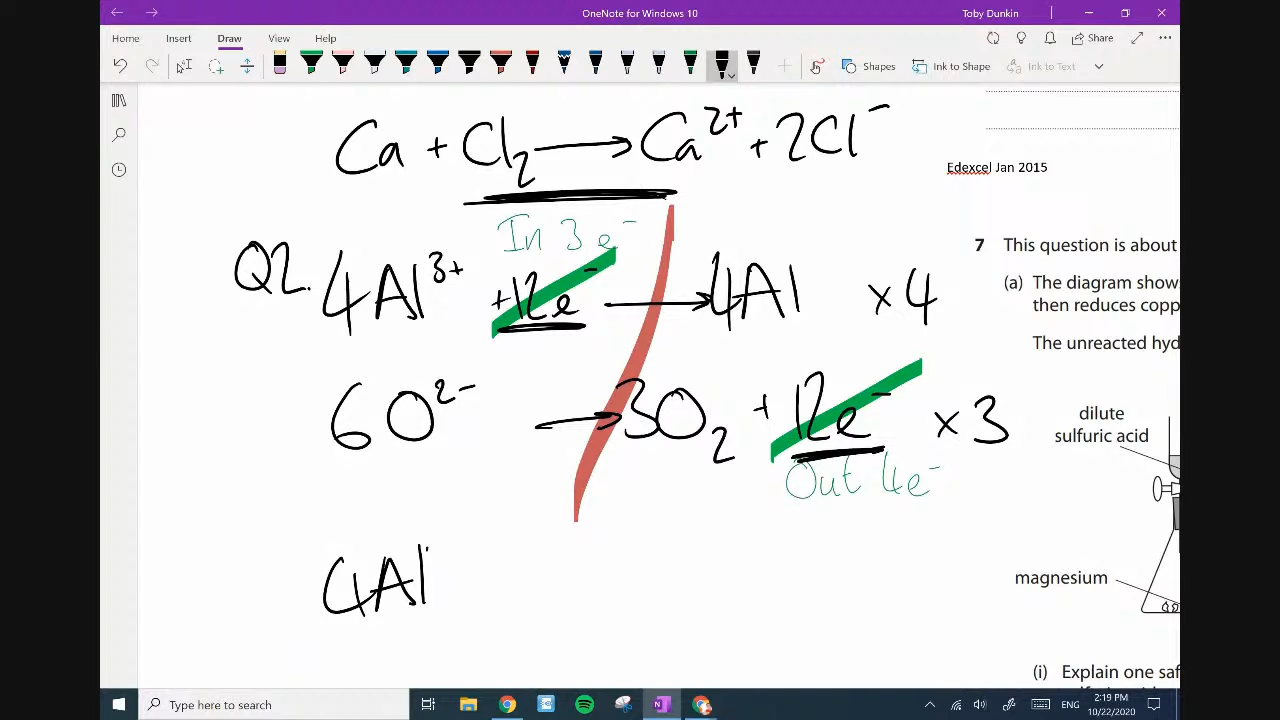 OneNote for Windows 10
Toby Dunkin
Home Insert Draw View Help
Share
Shapes Ink to Shape Ink to Text
Ca + Cl₂ → Ca²⁺ + 2Cl⁻
Edexcel Jan 2015
In 3e⁻
Q2. 4Al³⁺ +12e⁻ → 4Al ×4
6O²⁻ → 3O₂ + 12e⁻ ×3
Out 4e⁻
4Al
7 This question is about
(a) The diagram show
then reduces copp
The unreacted hyd
dilute
sulfuric acid
magnesium
(i) Explain one saf
Type here to search
ENG
2:19 PM
10/22/2020